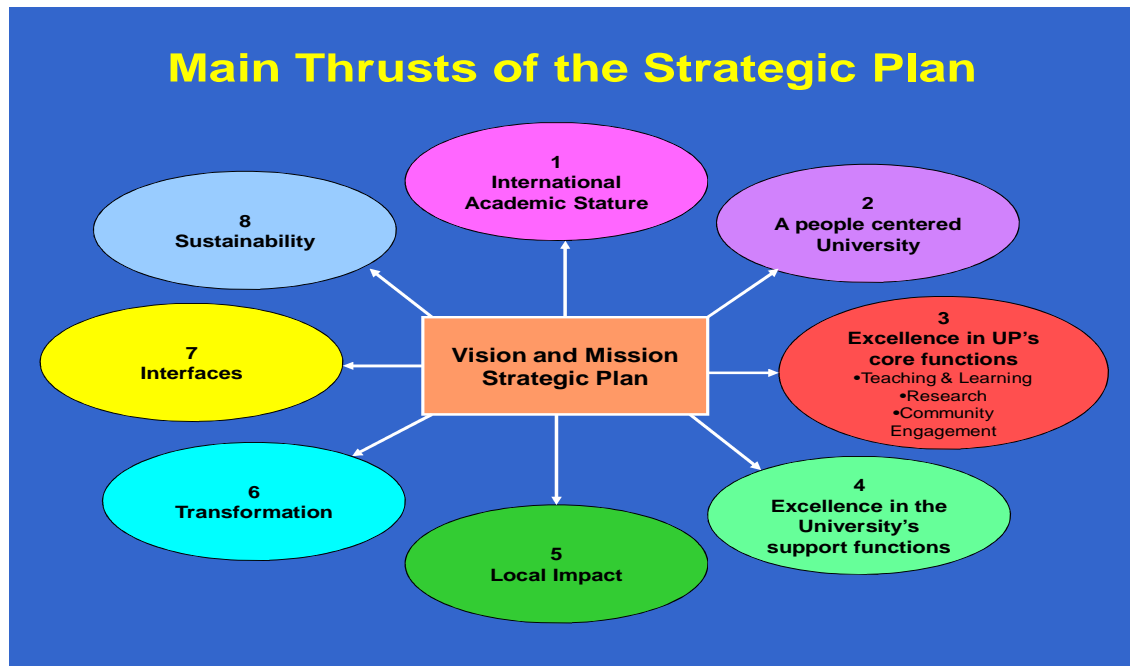 Main Thrusts of the Strategic Plan
1
International
Academic Stature
2
A people centered
University
3
Excellence in UP’s
core functions
•Teaching & Learning
•Research
•Community
Engagement
4
Excellence in the
University’s
support functions
5
Local Impact
6
Transformation
7
Interfaces
8
Sustainability
Vision and Mission
Strategic Plan